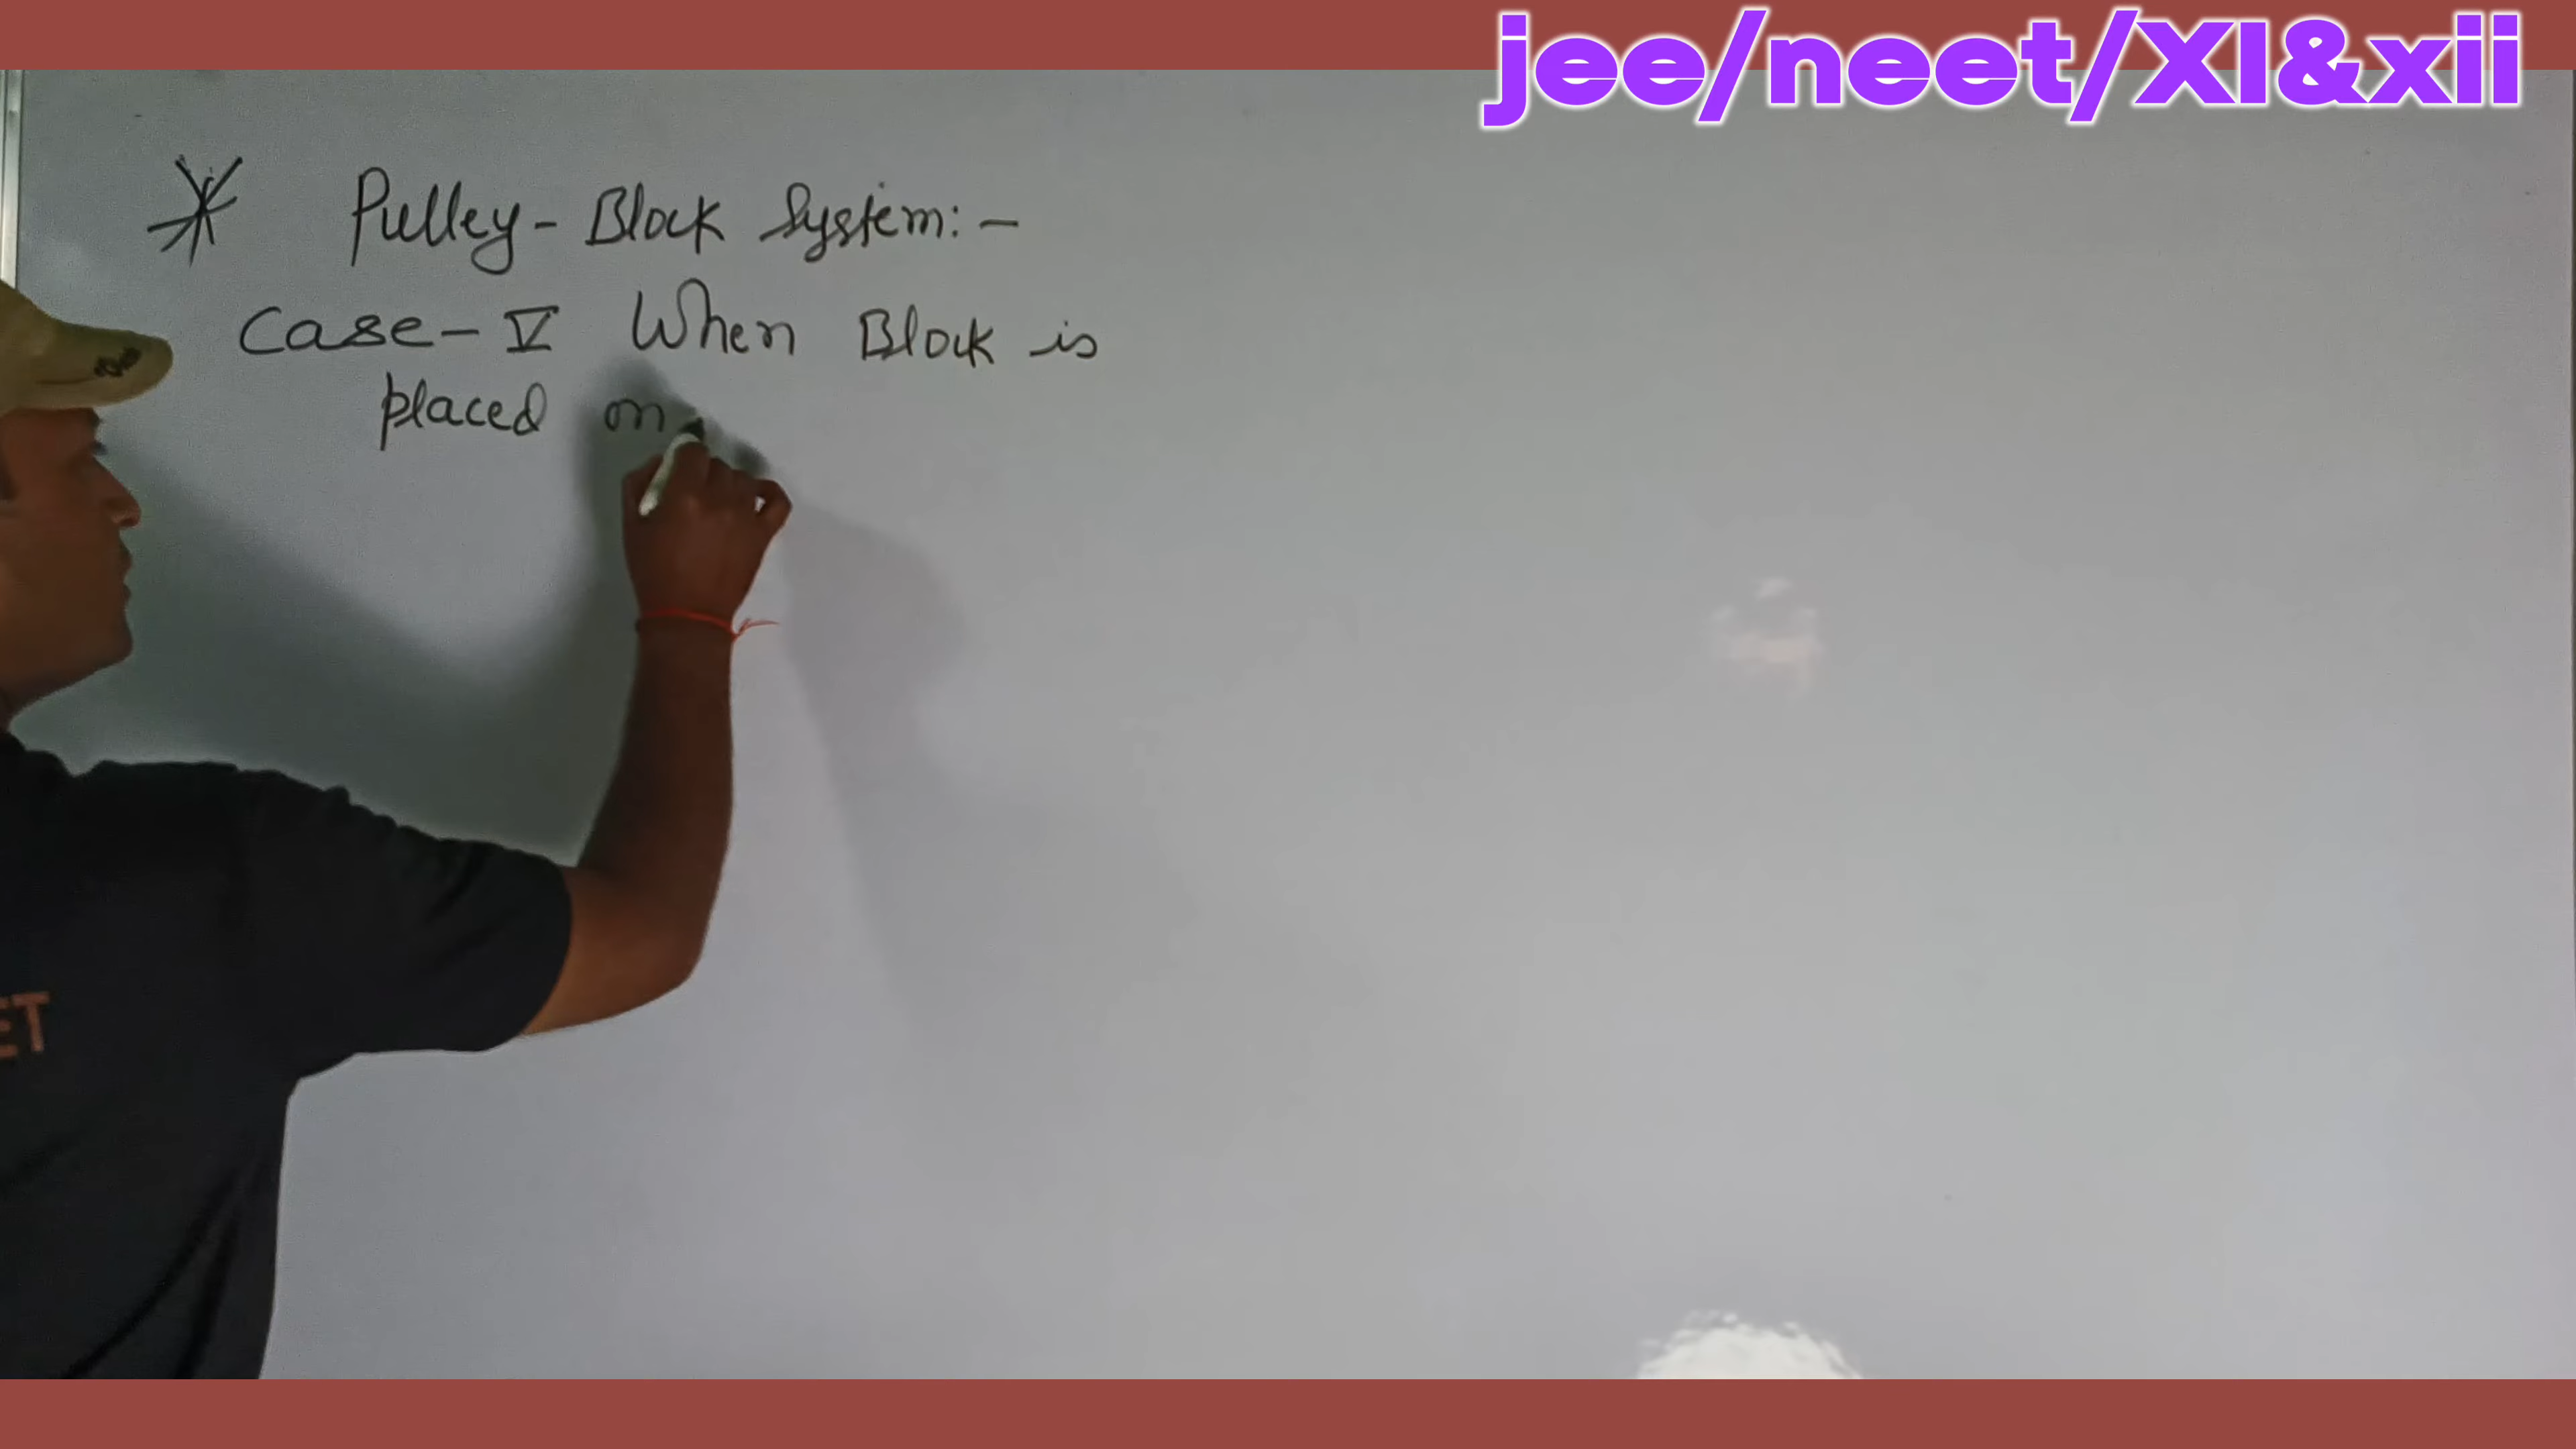 jee/neet/XI&xii
* Pulley-Block System:-
Case-V When Block is
placed on
ET